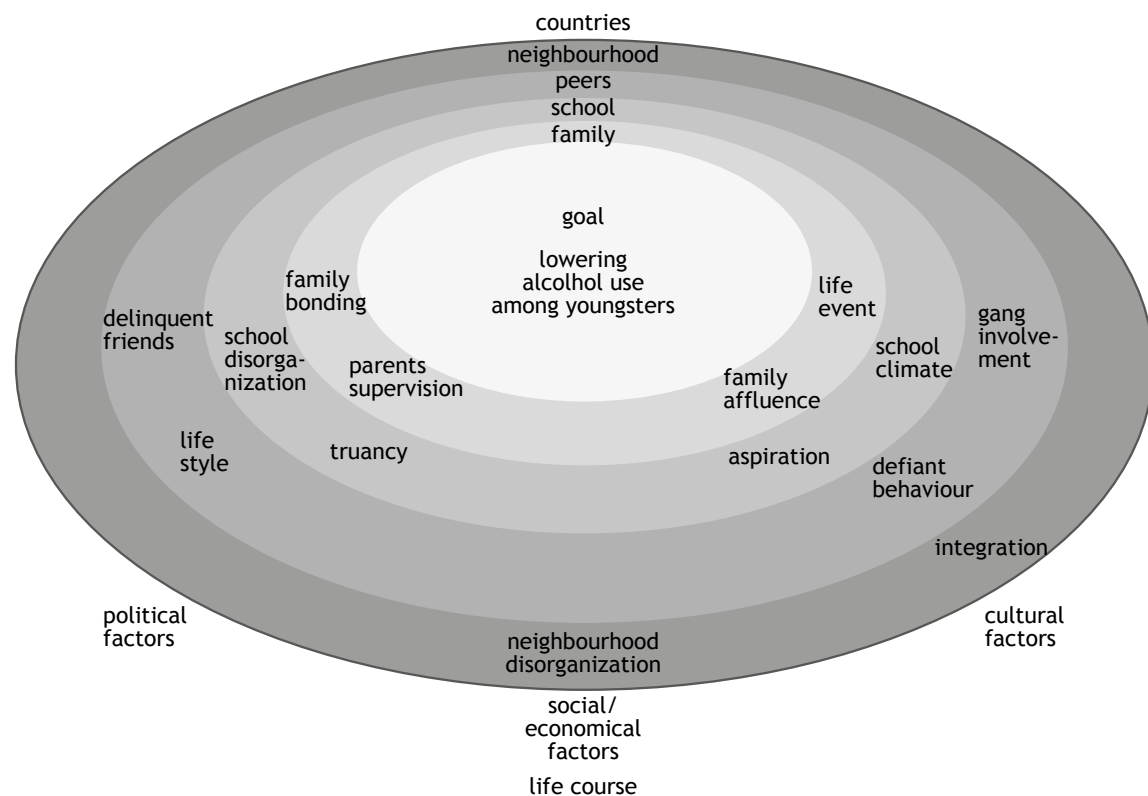 countries
neighbourhood
peers
school
family
goal
lowering
alcohol use
among youngsters
family
bonding
life
event
delinquent
friends
school
disorga-
nization
gang
involve-
ment
school
climate
parents
supervision
family
affluence
life
style
truancy
aspiration
defiant
behaviour
integration
political
factors
cultural
factors
neighbourhood
disorganization
social/
economical
factors
life course